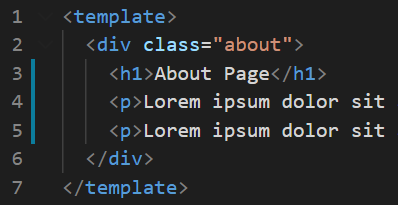 1 <template>
2 <div class="about">
3 <h1>About Page</h1>
4 <p>Lorem ipsum dolor sit
5 <p>Lorem ipsum dolor sit
6 </div>
7 </template>